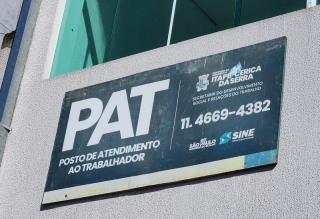 PAT
POSTO DE ATENDIMENTO
AO TRABALHADOR
ITAPECERICA
DA SERRA
SECRETARIA DO DESENVOLVIMENTO
SOCIAL E RELAÇÕES DO TRABALHO
11. 4669-4382
SÃO PAULO
SINE